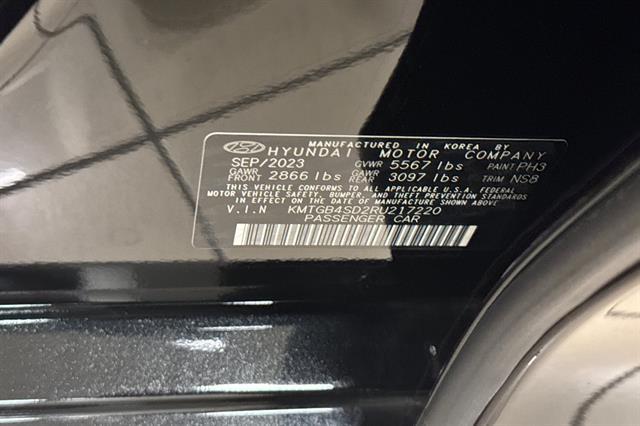 MANUFACTURED IN KOREA BY
HYUNDAI MOTOR COMPANY
SEP/2023 GVWR 5567 lbs PAINT PH3
GAWR FRONT 2866 lbs GAWR REAR 3097 lbs TRIM NSB
THIS VEHICLE CONFORMS TO ALL APPLICABLE U.S.A. FEDERAL
MOTOR VEHICLE SAFETY, BUMPER, AND THEFT PREVENTION STANDARDS
IN EFFECT ON THE DATE OF MANUFACTURE SHOWN ABOVE.
V.I.N KMTGB4SD2RU217220
PASSENGER CAR